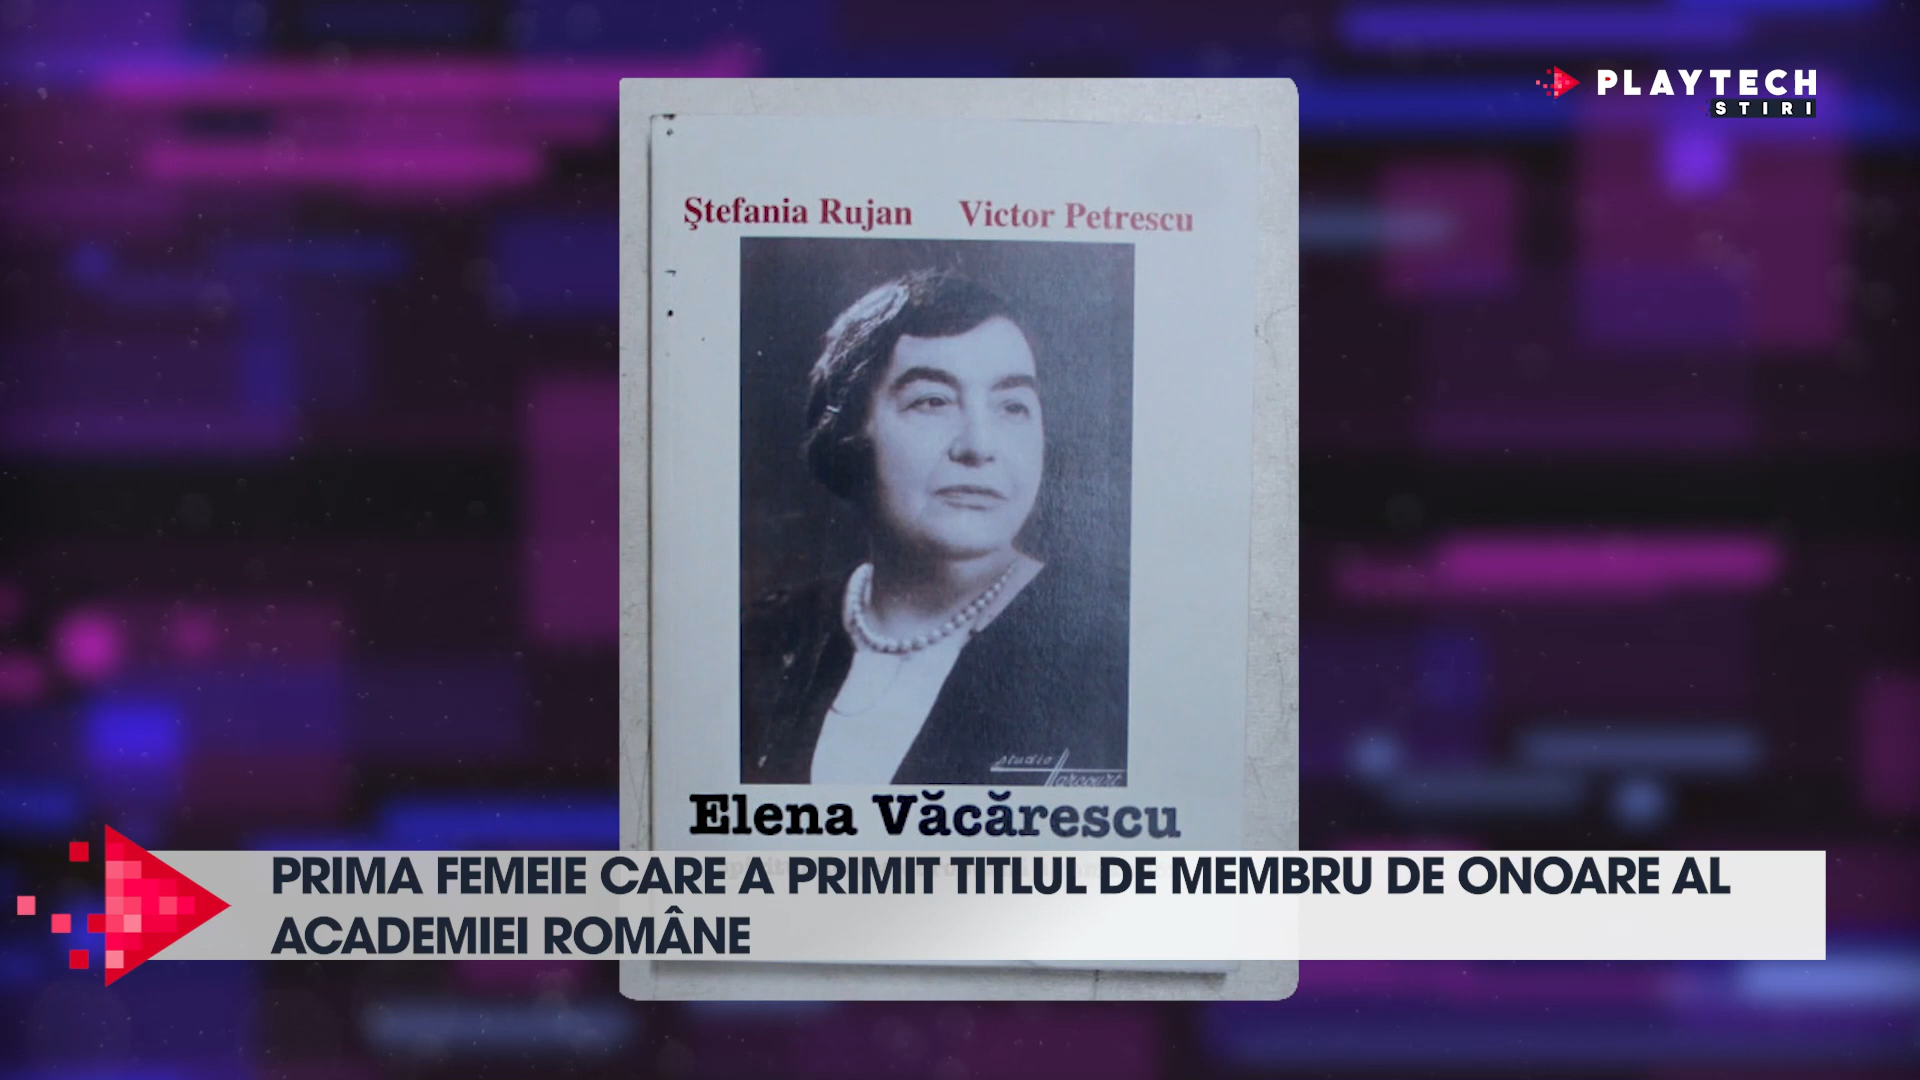 PLAYTECH
STIRI
Ştefania Rujan Victor Petrescu
studio
Harcourt
Elena Văcărescu
PRIMA FEMEIE CARE A PRIMIT TITLUL DE MEMBRU DE ONOARE AL
ACADEMIEI ROMÂNE